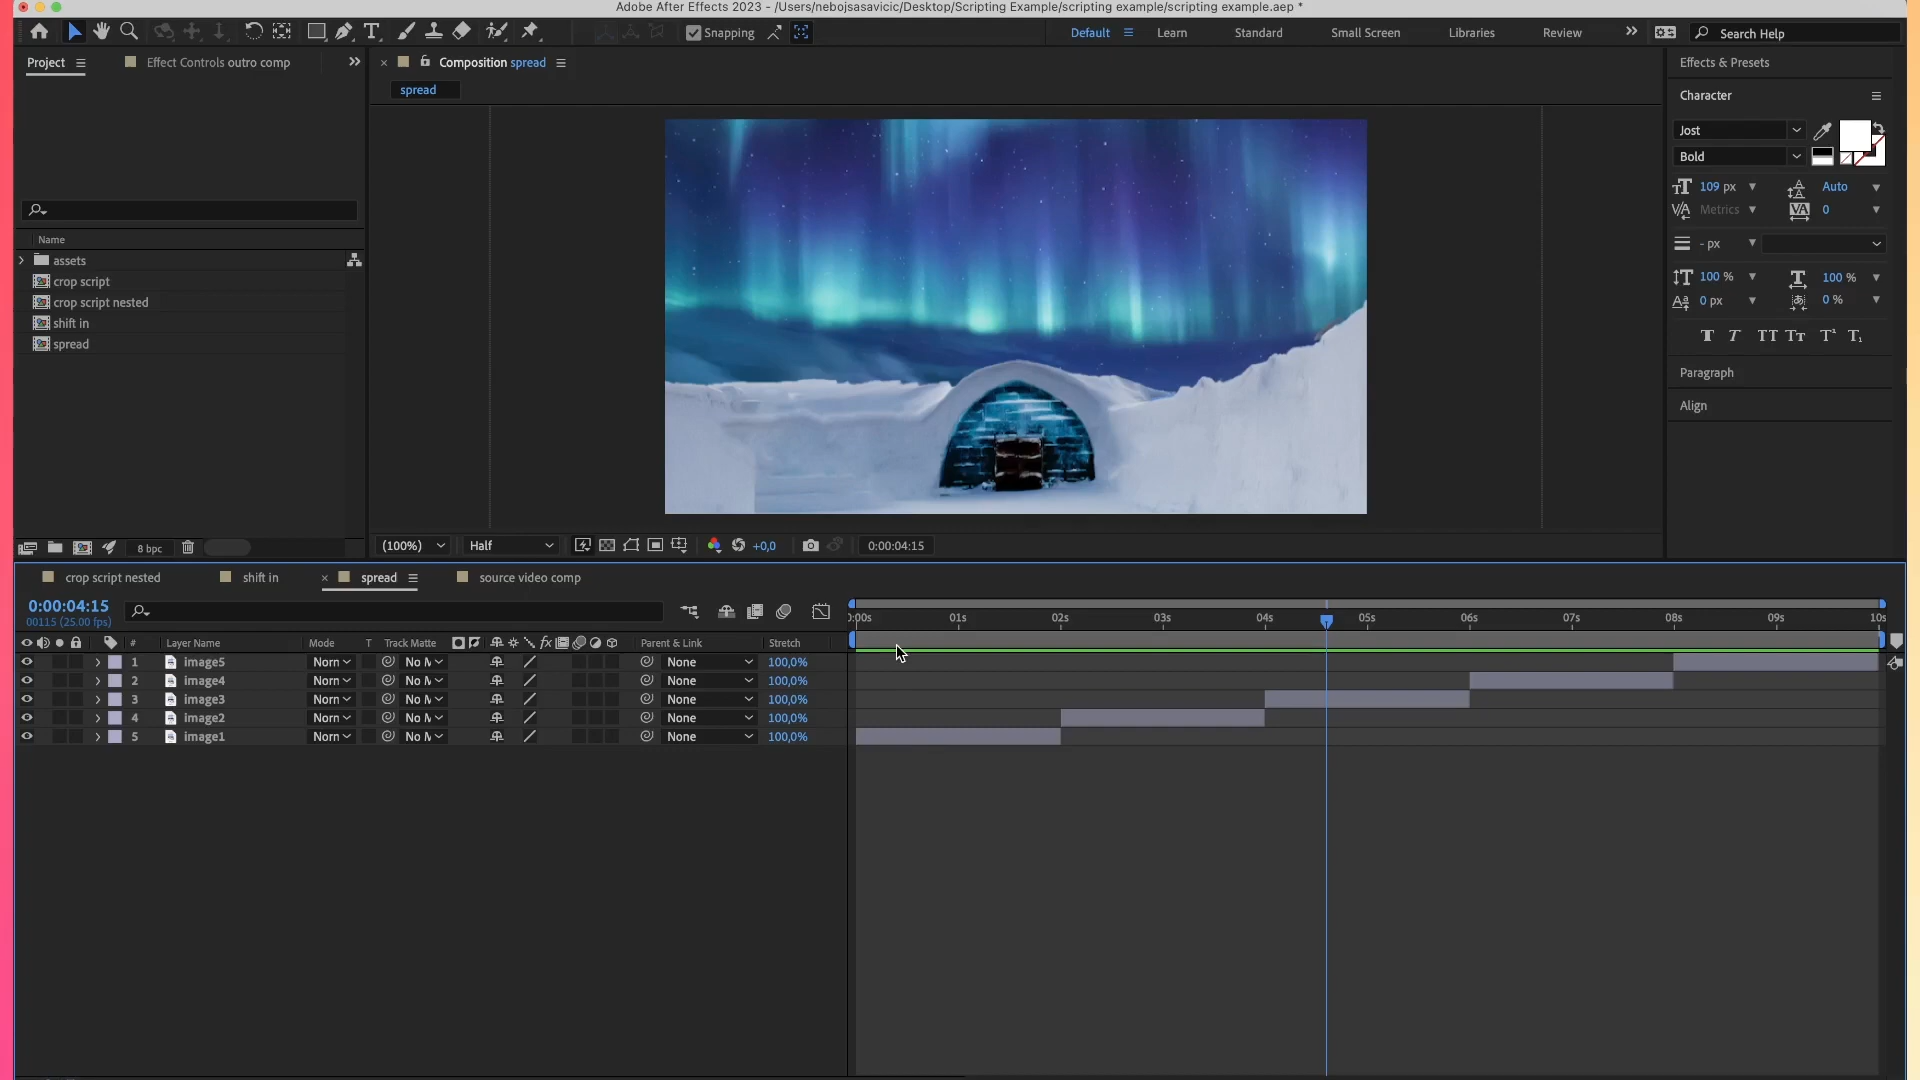 Adobe After Effects 2023 - /Users/nebojsasavicic/Desktop/Scripting Example/scripting example/scripting example.aep *
Snapping
Default
Learn
Standard
Small Screen
Libraries
Review
Search Help
Project
Effect Controls outro comp
Composition spread
spread
Effects & Presets
Character
Jost
Bold
109 px
Auto
Metrics
0
- px
100 %
100 %
0 px
0 %
Paragraph
Align
Name
assets
crop script
crop script nested
shift in
spread
8 bpc
(100%)
Half
+0,0
0:00:04:15
crop script nested
shift in
spread
source video comp
0:00:04:15
00115 (25.00 fps)
:00s 01s 02s 03s 04s 05s 06s 07s 08s 09s 10s
# Layer Name Mode T Track Matte fx Parent & Link Stretch
1 image5 Norn No M None 100,0%
2 image4 Norn No M None 100,0%
3 image3 Norn No M None 100,0%
4 image2 Norn No M None 100,0%
5 image1 Norn No M None 100,0%